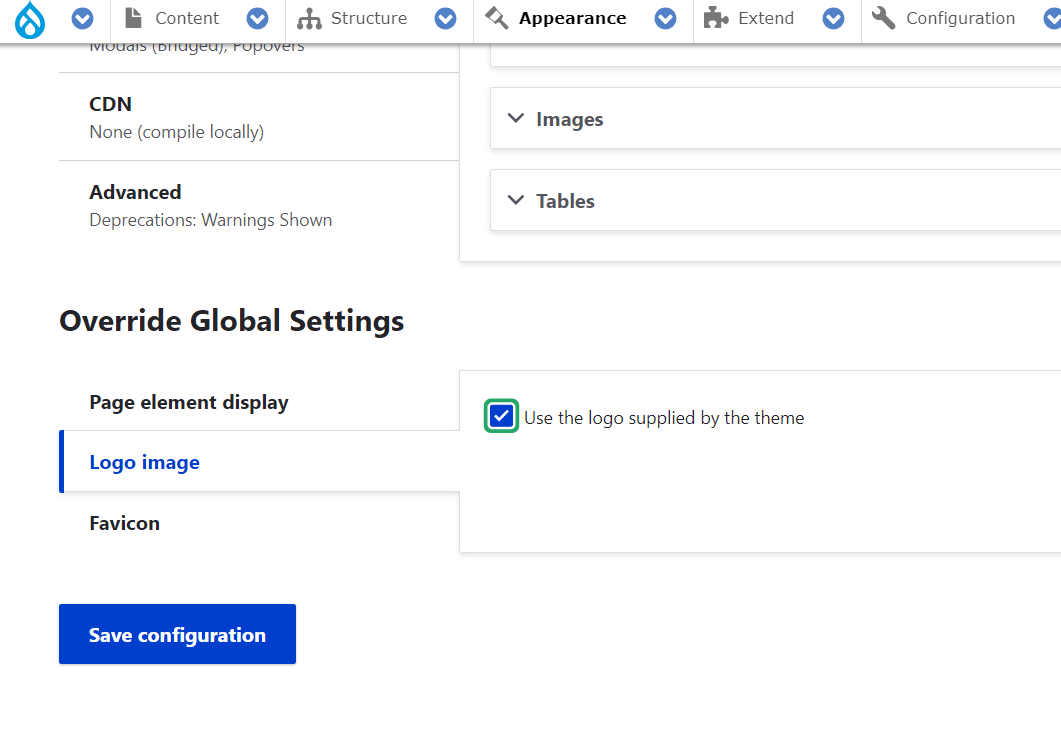 Content
Structure
Appearance
Extend
Configuration
Modals (Bridged), Popovers
CDN
None (compile locally)
Advanced
Deprecations: Warnings Shown
Images
Tables
Override Global Settings
Page element display
Logo image
Favicon
Use the logo supplied by the theme
Save configuration